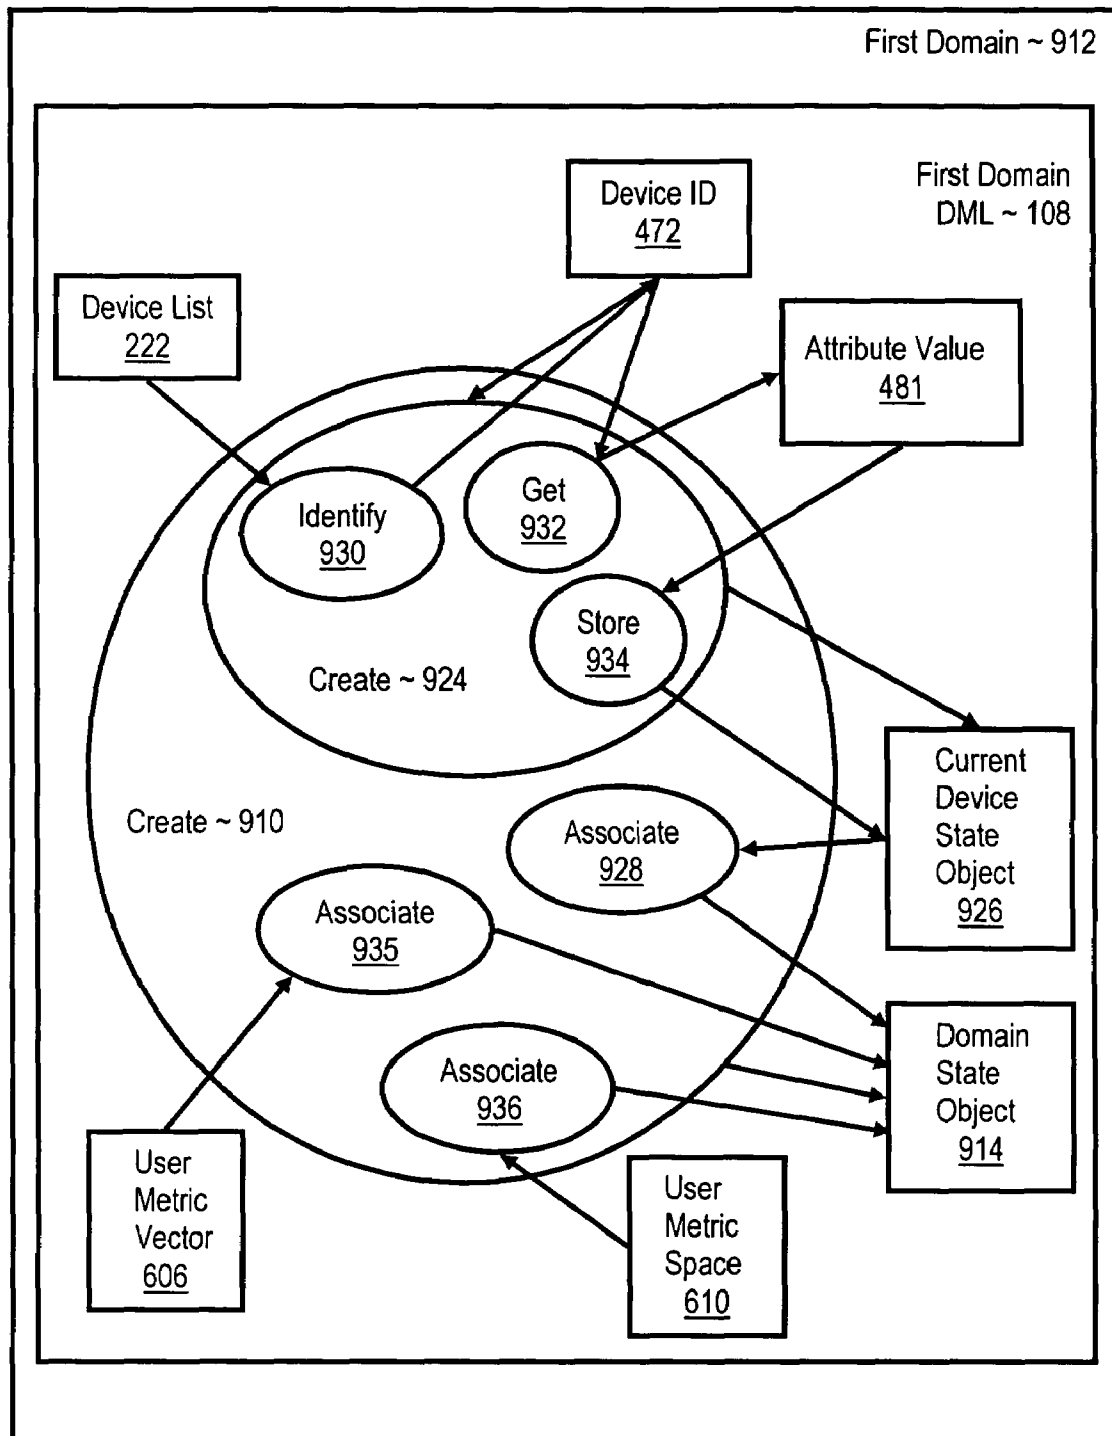 First Domain ~ 912
First Domain
DML ~ 108
Device ID
472
Device List
222
Attribute Value
481
Identify
930
Get
932
Store
934
Create ~ 924
Create ~ 910
Current
Device
State
Object
926
Associate
928
Associate
935
Associate
936
Domain
State
Object
914
User
Metric
Vector
606
User
Metric
Space
610